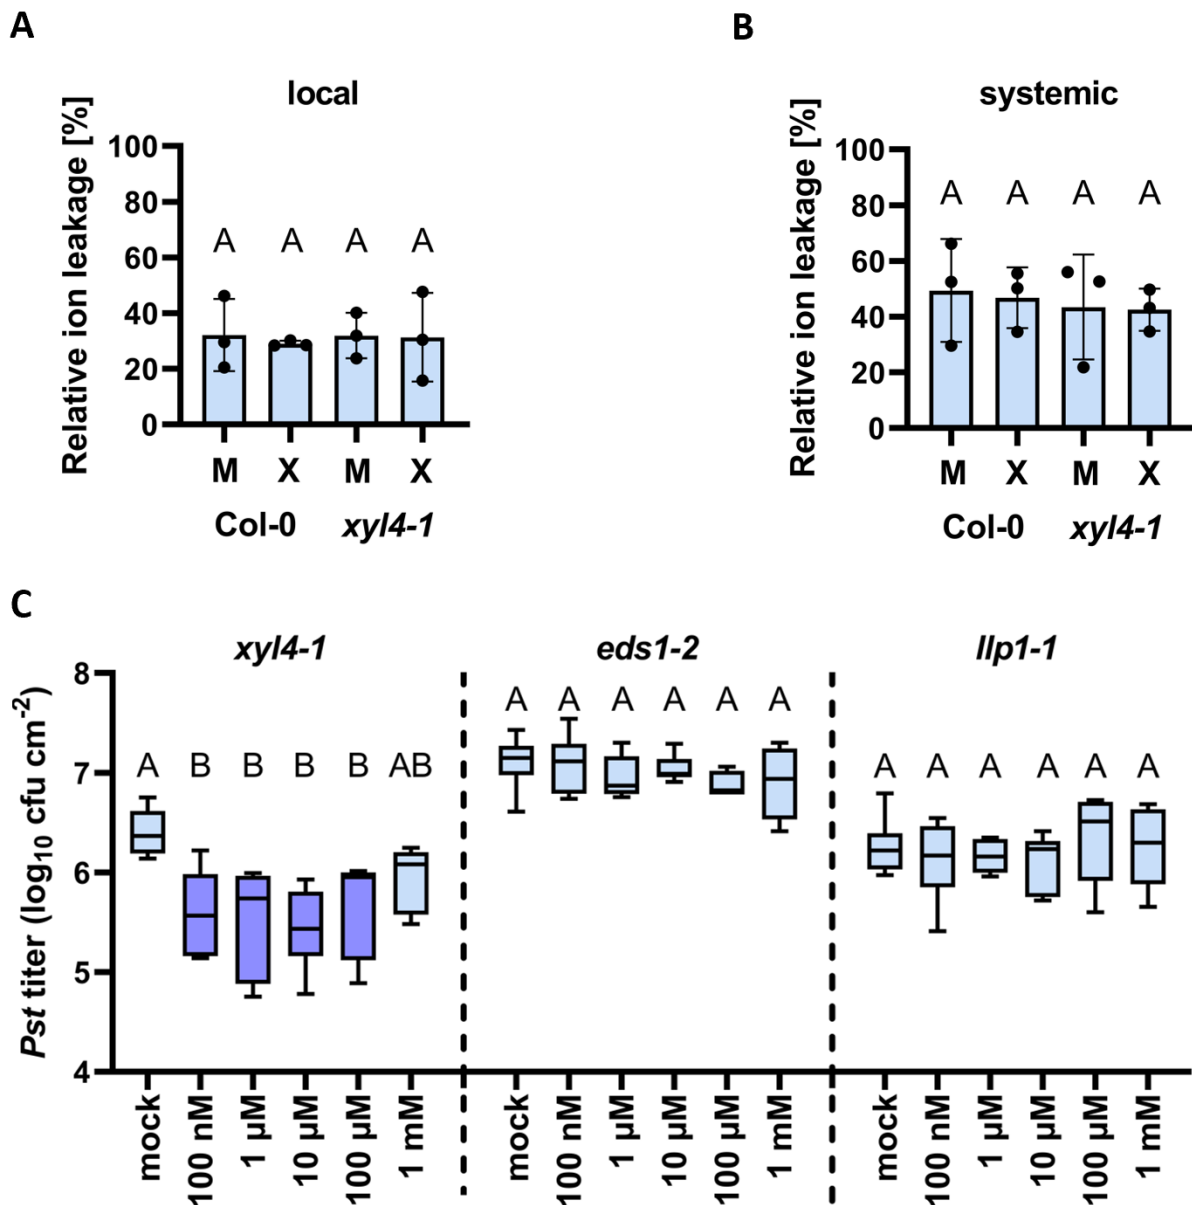 A
local
Relative ion leakage [%]
100
80
60
40
20
0
A A A A
M X M X
Col-0 xyl4-1
B
systemic
Relative ion leakage [%]
100
80
60
40
20
0
A A A A
M X M X
Col-0 xyl4-1
C
xyl4-1 eds1-2 llp1-1
Pst titer (log10 cfu cm-2)
8
7
6
5
4
A B B B B AB
A A A A A A
A A A A A A
mock 100 nM 1 µM 10 µM 100 µM 1 mM
mock 100 nM 1 µM 10 µM 100 µM 1 mM
mock 100 nM 1 µM 10 µM 100 µM 1 mM